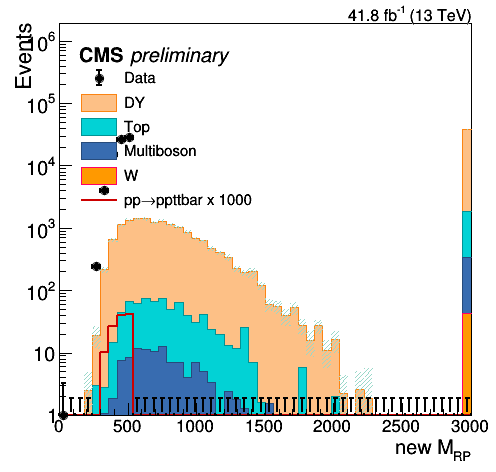 41.8 fb⁻¹ (13 TeV)
Events
CMS preliminary
Data
DY
Top
Multiboson
W
pp→ppttbar x 1000
10⁶
10⁵
10⁴
10³
10²
10
1
0 500 1000 1500 2000 2500 3000
new M_RP